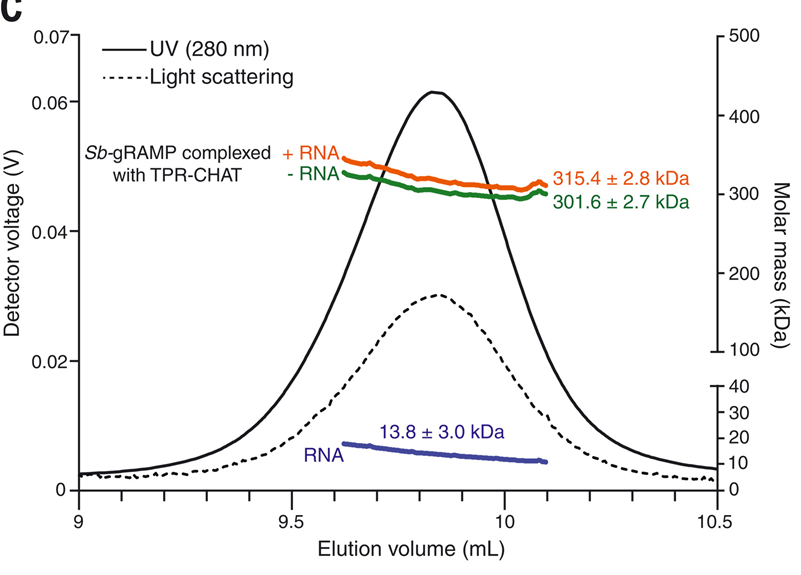 C
0.07
500
UV (280 nm)
Light scattering
0.06
400
Sb-gRAMP complexed
with TPR-CHAT
+ RNA
- RNA
315.4 ± 2.8 kDa
300
301.6 ± 2.7 kDa
Detector voltage (V)
Molar mass (kDa)
0.04
200
0.02
100
40
30
13.8 ± 3.0 kDa
20
RNA
10
0
0
9
9.5
10
10.5
Elution volume (mL)